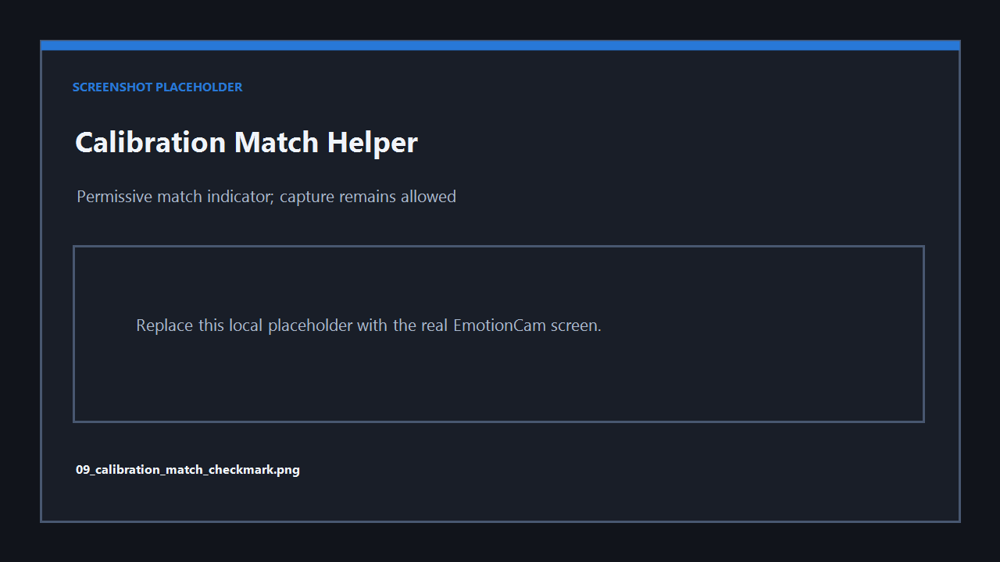 SCREENSHOT PLACEHOLDER
Calibration Match Helper
Permissive match indicator; capture remains allowed
Replace this local placeholder with the real EmotionCam screen.
09_calibration_match_checkmark.png